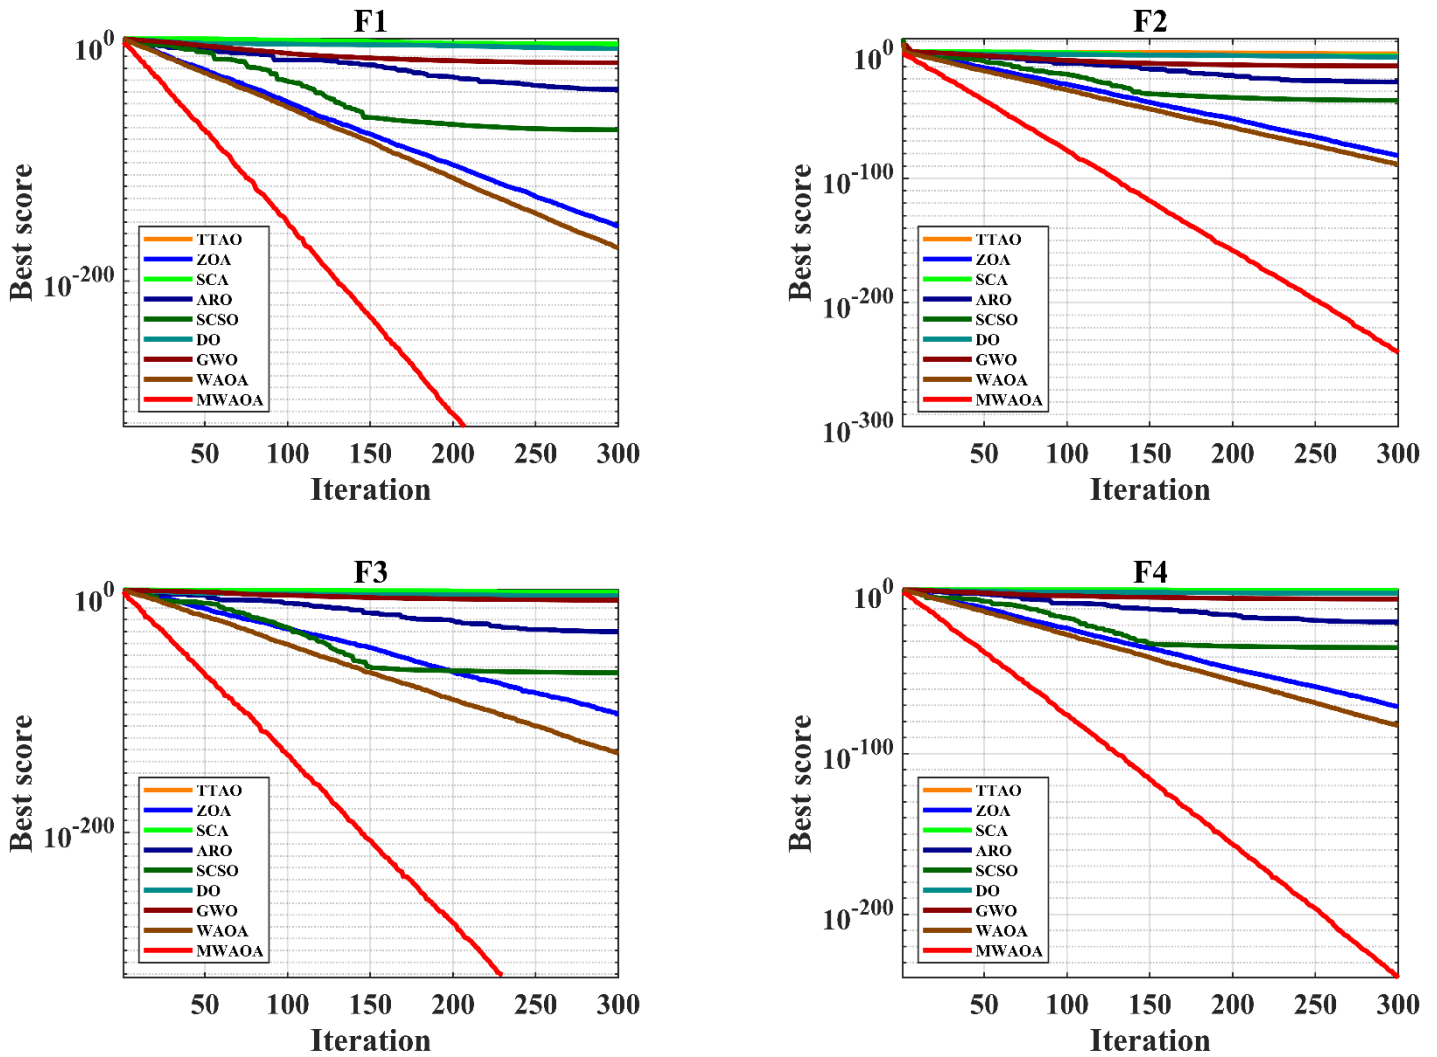 F1
10^0
10^-200
Best score
TTAO
ZOA
SCA
ARO
SCSO
DO
GWO
WAOA
MWAOA
50 100 150 200 250 300
Iteration
F2
10^0
10^-100
10^-200
10^-300
Best score
TTAO
ZOA
SCA
ARO
SCSO
DO
GWO
WAOA
MWAOA
50 100 150 200 250 300
Iteration
F3
10^0
10^-200
Best score
TTAO
ZOA
SCA
ARO
SCSO
DO
GWO
WAOA
MWAOA
50 100 150 200 250 300
Iteration
F4
10^0
10^-100
10^-200
Best score
TTAO
ZOA
SCA
ARO
SCSO
DO
GWO
WAOA
MWAOA
50 100 150 200 250 300
Iteration